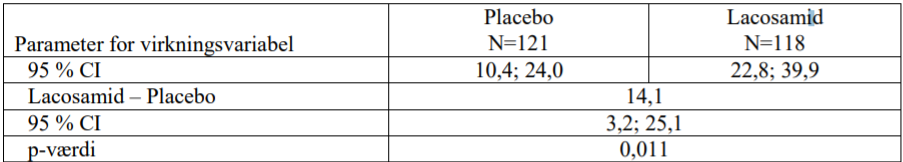 Placebo Lacosamid
Parameter for virkningsvariabel N=121 N=118
95 % CI 10,4; 24,0 22,8; 39,9
Lacosamid – Placebo 14,1
95 % CI 3,2; 25,1
p-værdi 0,011